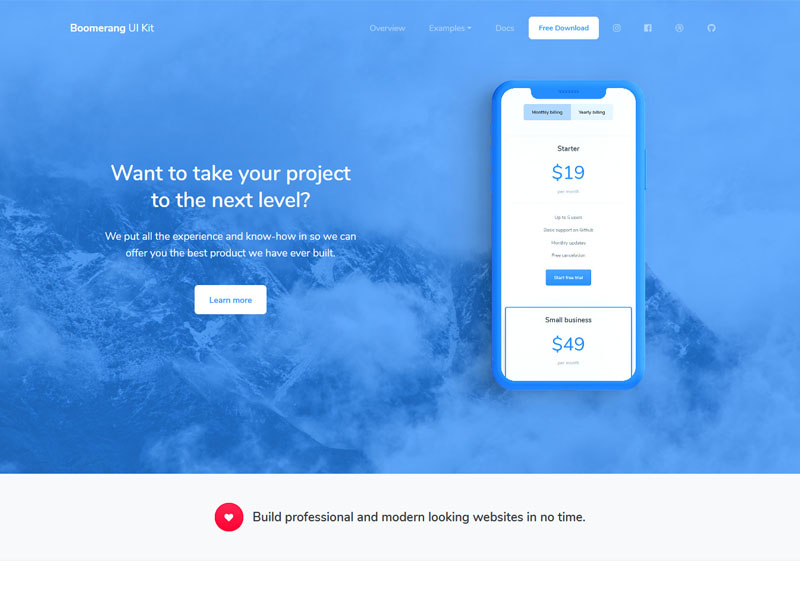 Boomerang UI Kit
Overview
Examples
Docs
Free Download
Want to take your project
to the next level?
We put all the experience and know-how in so we can
offer you the best product we have ever built.
Learn more
Monthly billing
Yearly billing
Starter
$19
per month
Up to 5 users
Basic support on Github
Monthly updates
Free cancelation
Start free trial
Small business
$49
per month
Build professional and modern looking websites in no time.